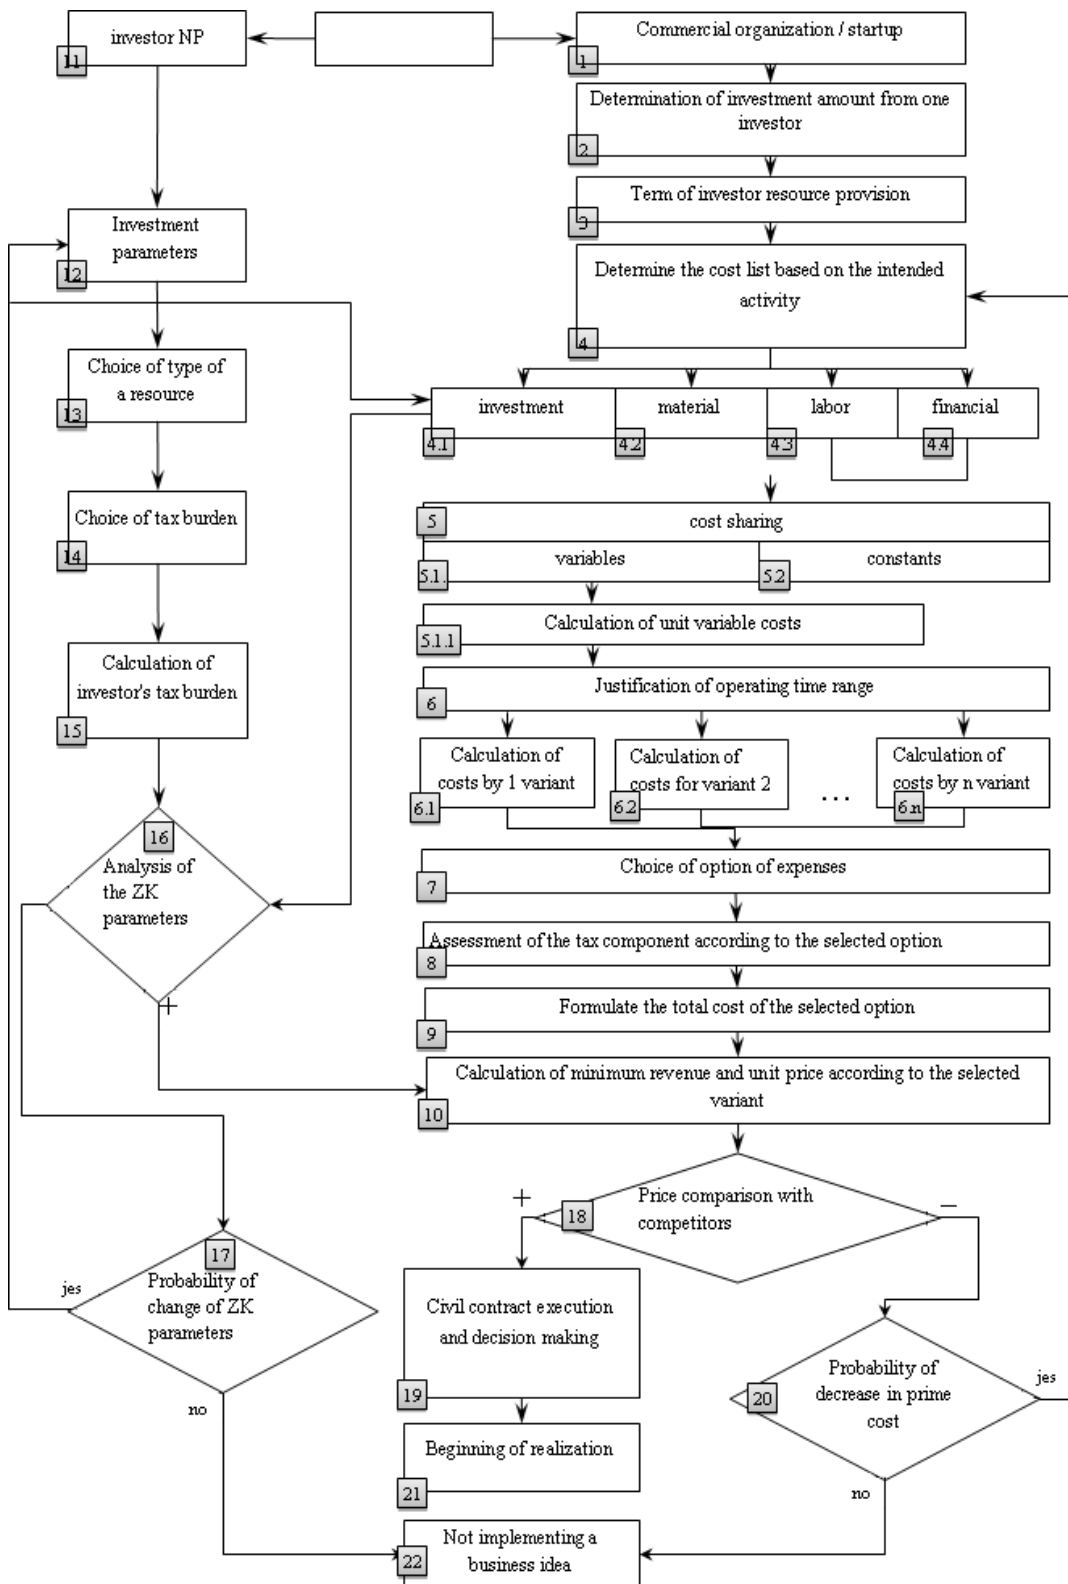 investor NP
11
Commercial organization / startup
1
Determination of investment amount from one
investor
2
Term of investor resource provision
3
Investment
parameters
12
Determine the cost list based on the intended
activity
4
Choice of type of
a resource
13
investment
4.1
material
4.2
labor
4.3
financial
4.4
Choice of tax burden
14
5
cost sharing
variables
5.1.
constants
5.2
Calculation of unit variable costs
5.1.1
Calculation of
investor's tax burden
15
Justification of operating time range
6
Calculation of
costs by 1 variant
6.1
Calculation of
costs for variant 2
6.2
...
Calculation of
costs by n variant
6.n
16
Analysis of
the ZK
parameters
+
Choice of option of expenses
7
Assessment of the tax component according to the selected option
8
Formulate the total cost of the selected option
9
Calculation of minimum revenue and unit price according to the selected
variant
10
+
18
Price comparison with
competitors
–
17
Probability of
change of ZK
parameters
jes
no
Civil contract execution
and decision making
19
Probability of
decrease in prime
cost
20
jes
no
Beginning of realization
21
Not implementing a
business idea
22